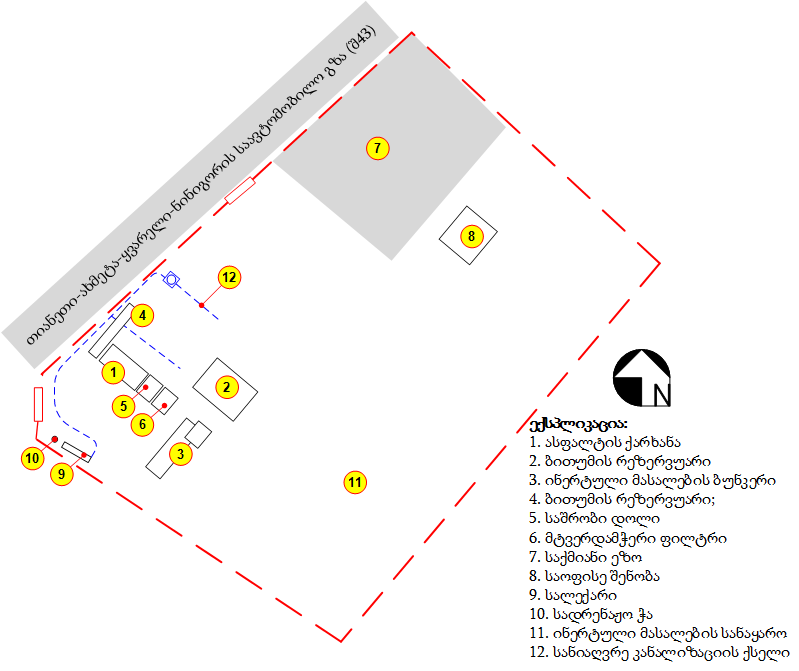 თიანეთი-ახმეტა-ყვარელი-ნინიგორის საავტომობილო გზა (შ43)
7
8
12
4
1
2
5
6
3
10
9
11
N
ექსპლიკაცია:
1. ასფალტის ქარხანა
2. ბითუმის რეზერვუარი
3. ინერტული მასალების ბუნკერი
4. ბითუმის რეზერვუარი;
5. საშრობი დოლი
6. მტვერდამჭერი ფილტრი
7. საქმიანი ეზო
8. საოფისე შენობა
9. სალექარი
10. სადრენაჟო ჭა
11. ინერტული მასალების სანაყარო
12. სანიაღვრე კანალიზაციის ქსელი